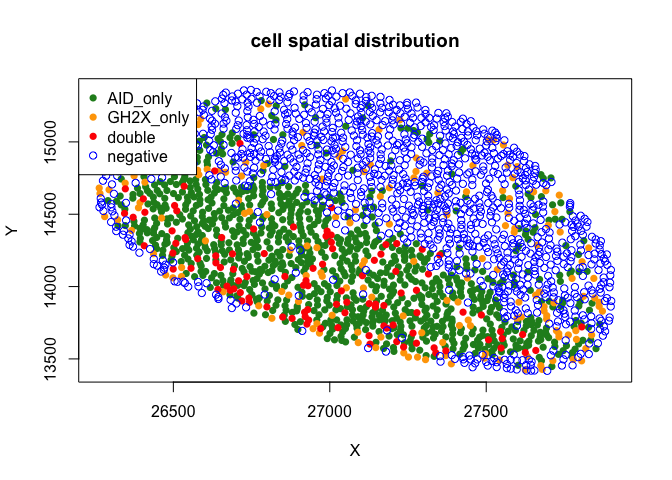 cell spatial distribution
AID_only
GH2X_only
double
negative
Y
15000
14500
14000
13500
26500 27000 27500
X